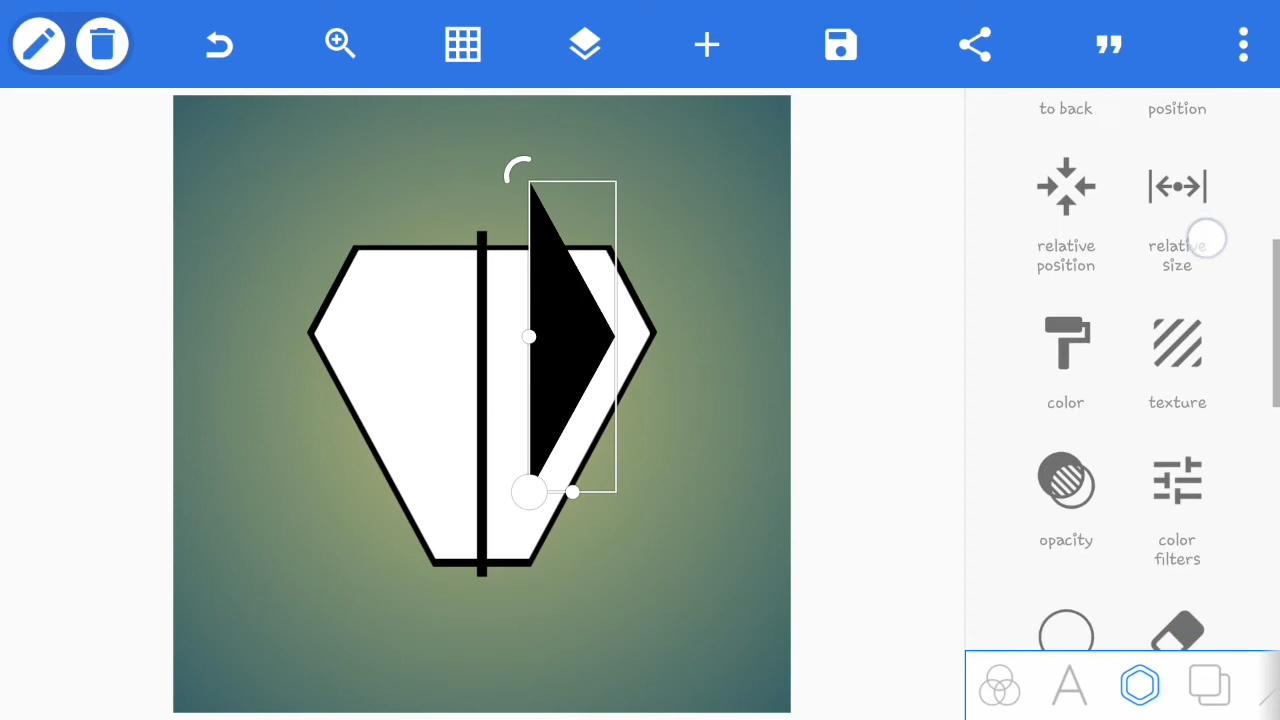 to back
position
relative
position
relative
size
color
texture
opacity
color
filters